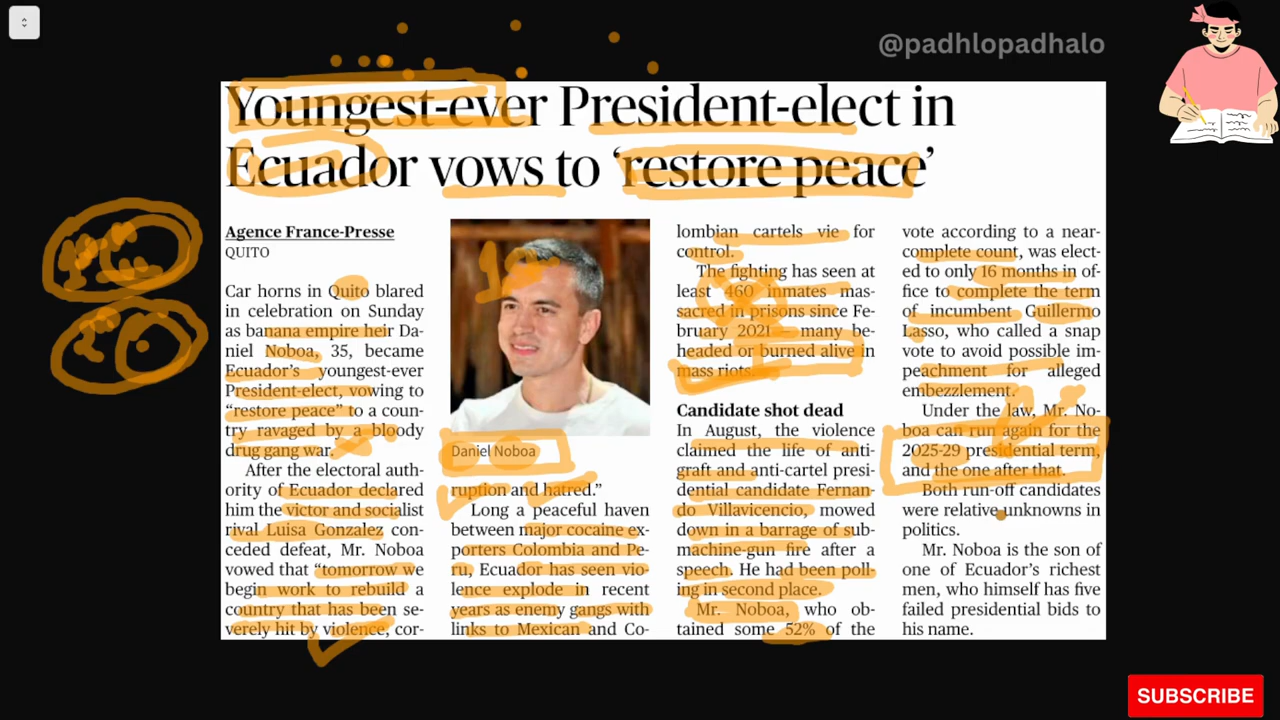 @padhlopadhalo
Youngest-ever President-elect in
Ecuador vows to ‘restore peace’
Agence France-Presse
QUITO
Car horns in Quito blared
in celebration on Sunday
as banana empire heir Da-
niel Noboa, 35, became
Ecuador’s youngest-ever
President-elect, vowing to
“restore peace” to a coun-
try ravaged by a bloody
drug gang war.
After the electoral auth-
ority of Ecuador declared
him the victor and socialist
rival Luisa Gonzalez con-
ceded defeat, Mr. Noboa
vowed that “tomorrow we
begin work to rebuild a
country that has been se-
verely hit by violence, cor-
Daniel Noboa
ruption and hatred.”
Long a peaceful haven
between major cocaine ex-
porters Colombia and Pe-
ru, Ecuador has seen vio-
lence explode in recent
years as enemy gangs with
links to Mexican and Co-
lombian cartels vie for
control.
The fighting has seen at
least 460 inmates mas-
sacred in prisons since Fe-
bruary 2021 — many be-
headed or burned alive in
mass riots.
Candidate shot dead
In August, the violence
claimed the life of anti-
graft and anti-cartel presi-
dential candidate Fernan-
do Villavicencio, mowed
down in a barrage of sub-
machine-gun fire after a
speech. He had been poll-
ing in second place.
Mr. Noboa, who ob-
tained some 52% of the
vote according to a near-
complete count, was elect-
ed to only 16 months in of-
fice to complete the term
of incumbent Guillermo
Lasso, who called a snap
vote to avoid possible im-
peachment for alleged
embezzlement.
Under the law, Mr. No-
boa can run again for the
2025-29 presidential term,
and the one after that.
Both run-off candidates
were relative unknowns in
politics.
Mr. Noboa is the son of
one of Ecuador’s richest
men, who himself has five
failed presidential bids to
his name.
SUBSCRIBE